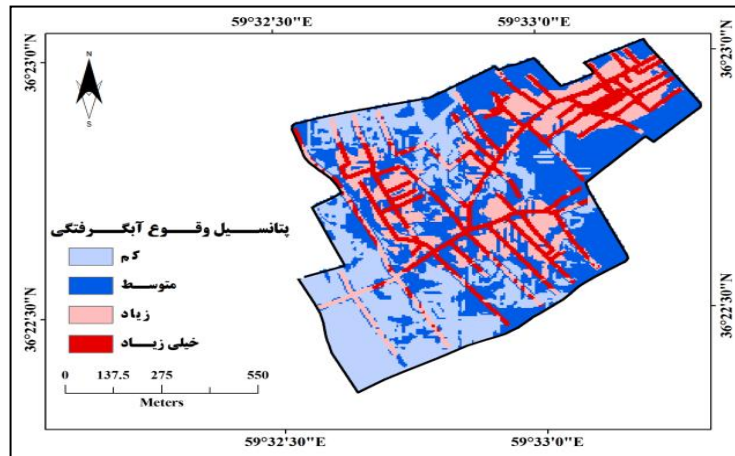 59°32'30"E 59°33'0"E
36°23'0"N 36°23'0"N
N
S
پتانسیل وقوع آبگرفتگی
کم
متوسط
زیاد
خیلی زیاد
0 137.5 275 550
Meters
36°22'30"N 36°22'30"N
59°32'30"E 59°33'0"E